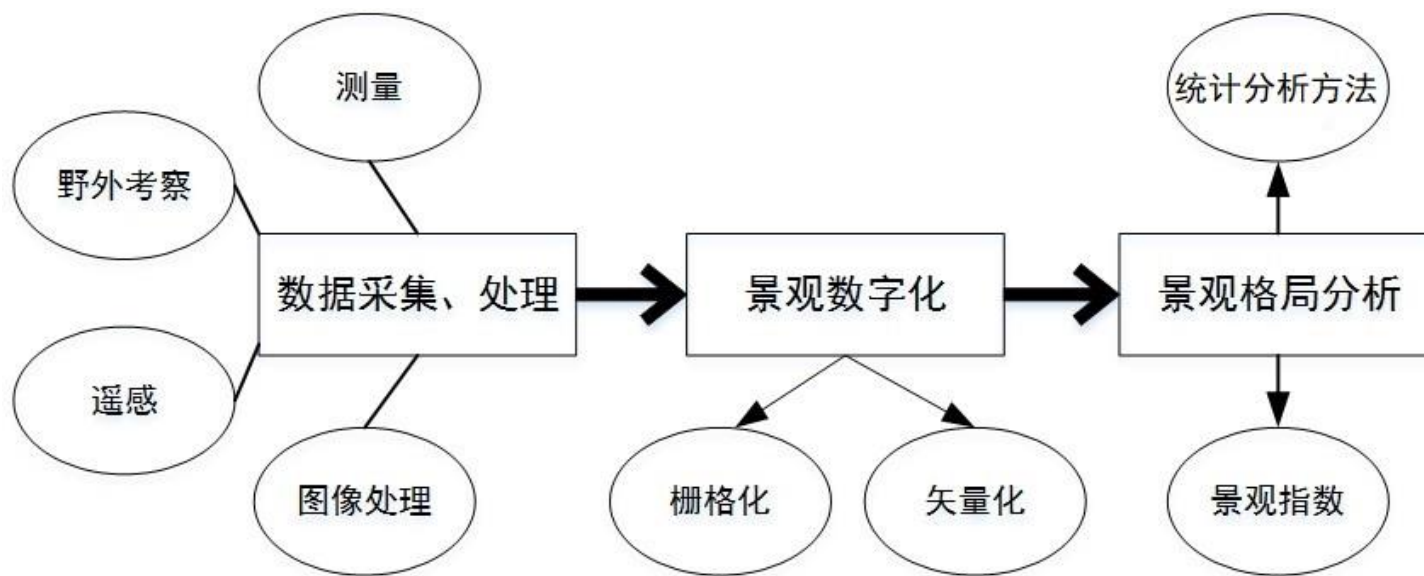 测量
统计分析方法
野外考察
数据采集、处理
景观数字化
景观格局分析
遥感
图像处理
栅格化
矢量化
景观指数